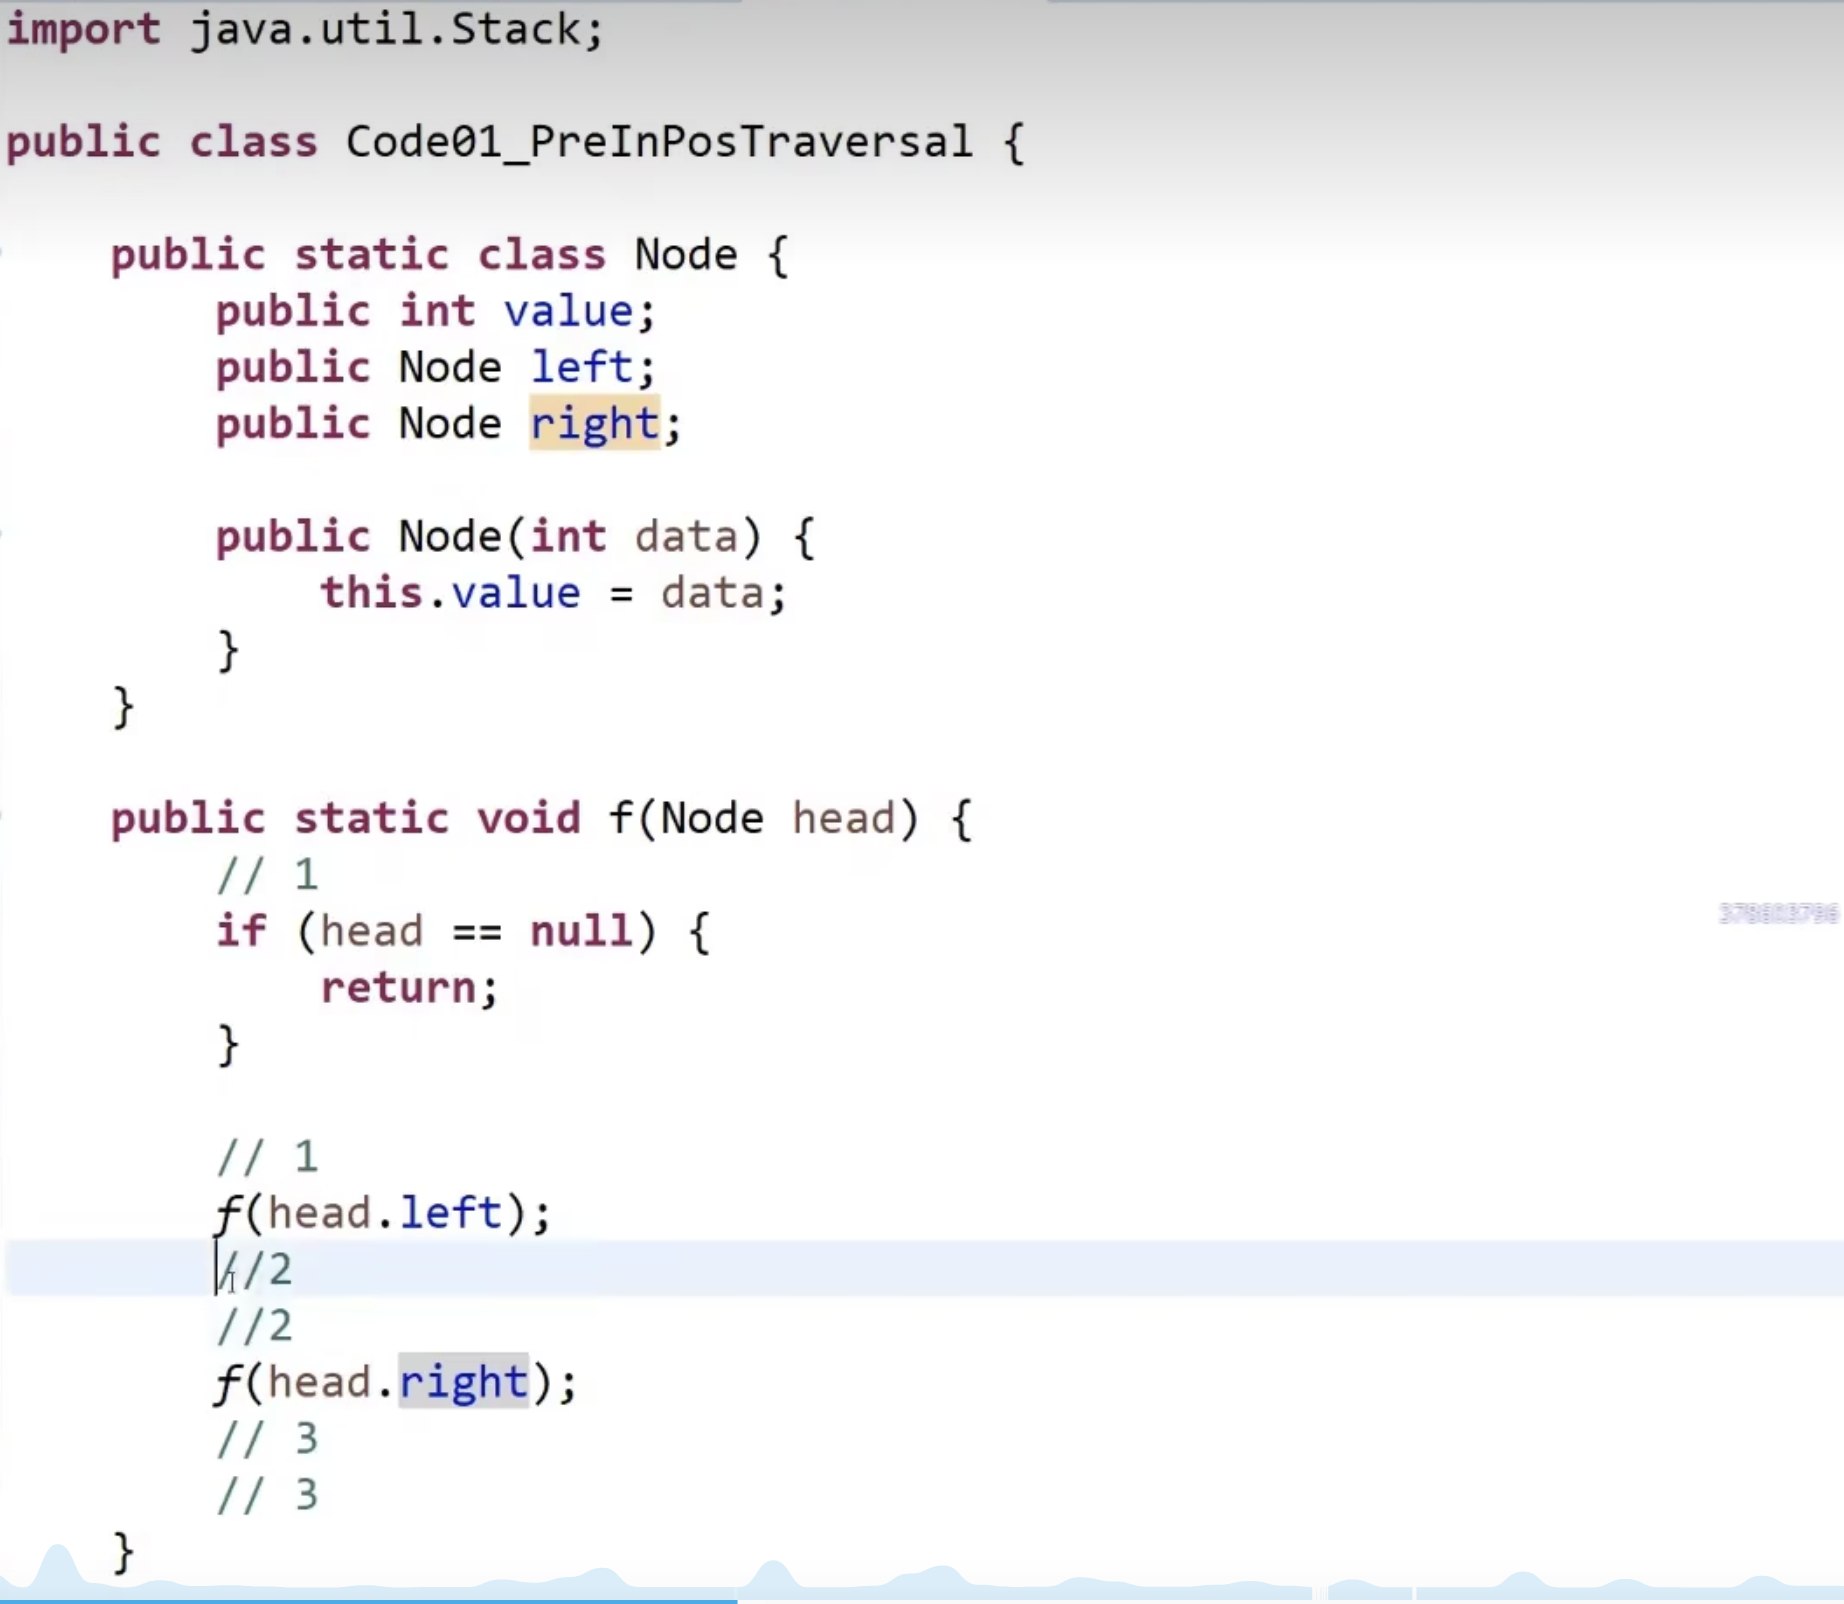 import java.util.Stack;
public class Code01_PreInPosTraversal {
public static class Node {
public int value;
public Node left;
public Node right;
public Node(int data) {
this.value = data;
}
}
public static void f(Node head) {
// 1
if (head == null) {
return;
}
// 1
f(head.left);
//2
//2
f(head.right);
// 3
// 3
}